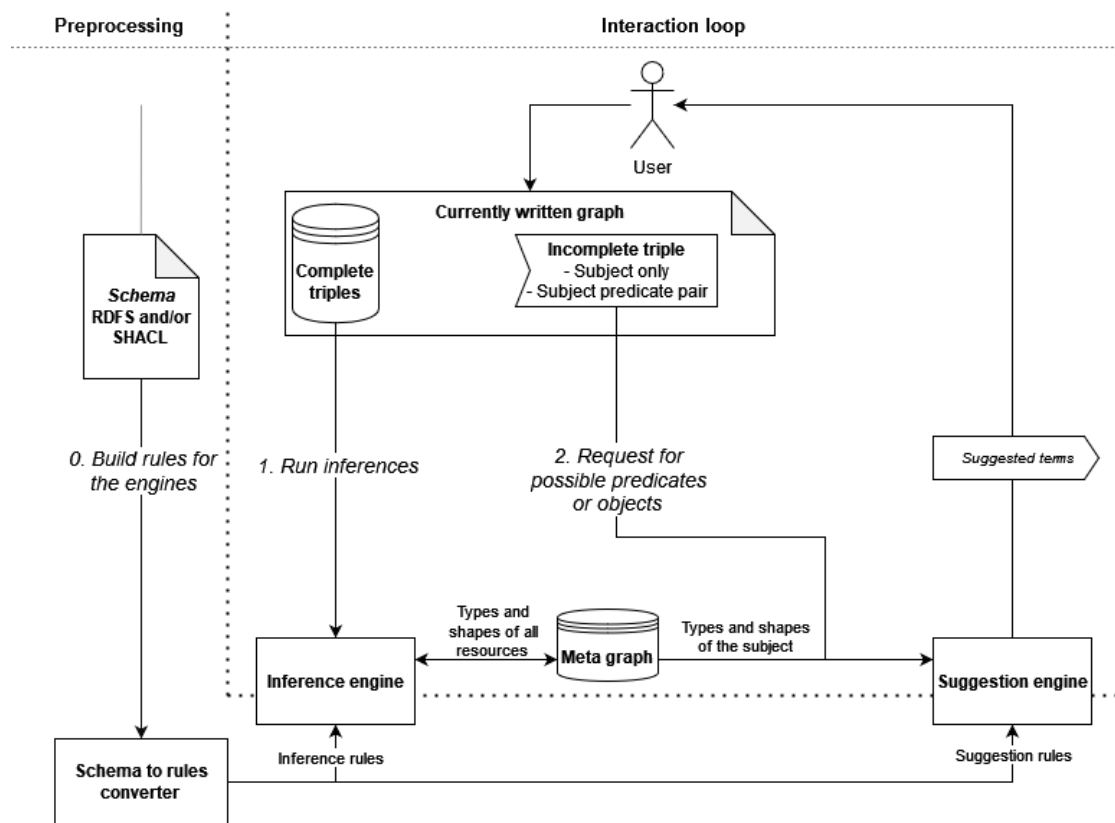 Preprocessing
Interaction loop
User
Currently written graph
Complete
triples
Incomplete triple
- Subject only
- Subject predicate pair
Schema
RDFS and/or
SHACL
0. Build rules for
the engines
1. Run inferences
2. Request for
possible predicates
or objects
Suggested terms
Types and
shapes of all
resources
Meta graph
Types and shapes
of the subject
Inference engine
Suggestion engine
Inference rules
Suggestion rules
Schema to rules
converter